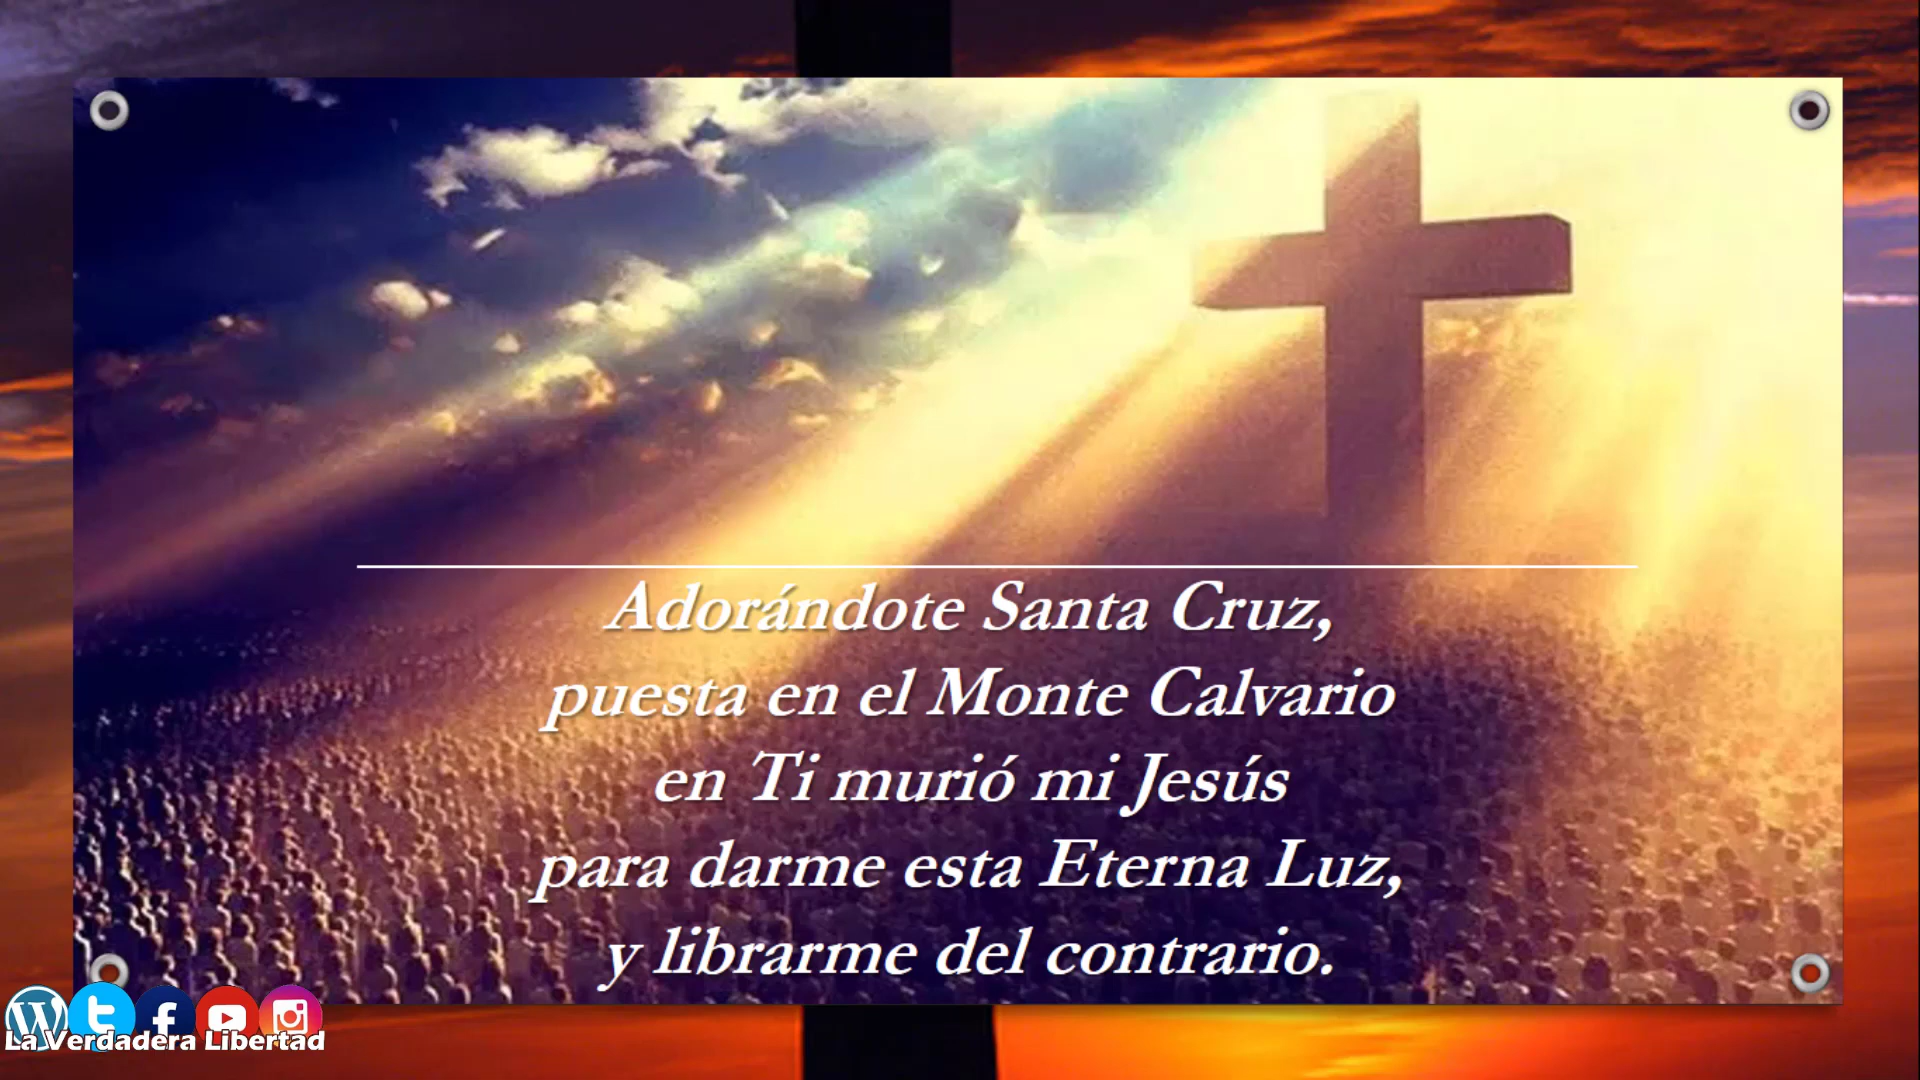 Adorándote Santa Cruz,
puesta en el Monte Calvario
en Ti murió mi Jesús
para darme esta Eterna Luz,
y librarme del contrario.
La Verdadera Libertad